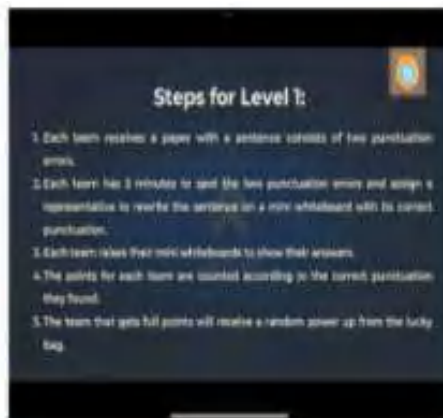 Steps for Level 1:
1. Each team receives a paper with a sentence consists of two punctuation
errors.
2. Each team has 3 minutes to spot the two punctuation errors and assign a
representative to rewrite the sentence on a mini whiteboard with its correct
punctuation.
3. Each team raises their mini whiteboards to show their answers.
4. The points for each team are counted according to the correct punctuation
they found.
5. The team that gets full points will receive a random power up from the lucky
bag.